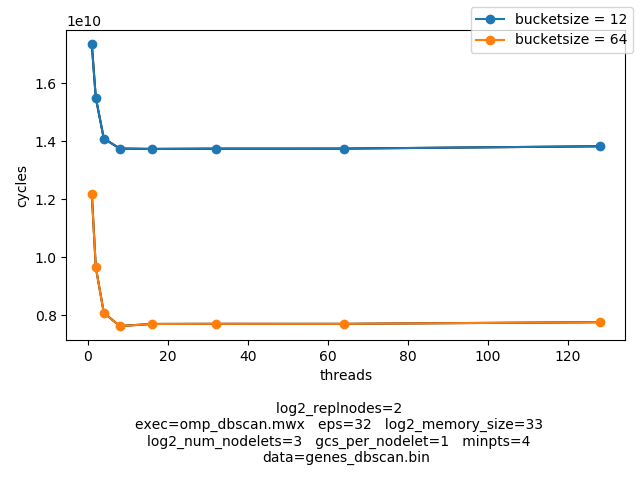 1e10
bucketsize = 12
bucketsize = 64
1.6
1.4
1.2
1.0
0.8
cycles
0 20 40 60 80 100 120
threads
log2_replnodes=2
exec=omp_dbscan.mwx eps=32 log2_memory_size=33
log2_num_nodelets=3 gcs_per_nodelet=1 minpts=4
data=genes_dbscan.bin